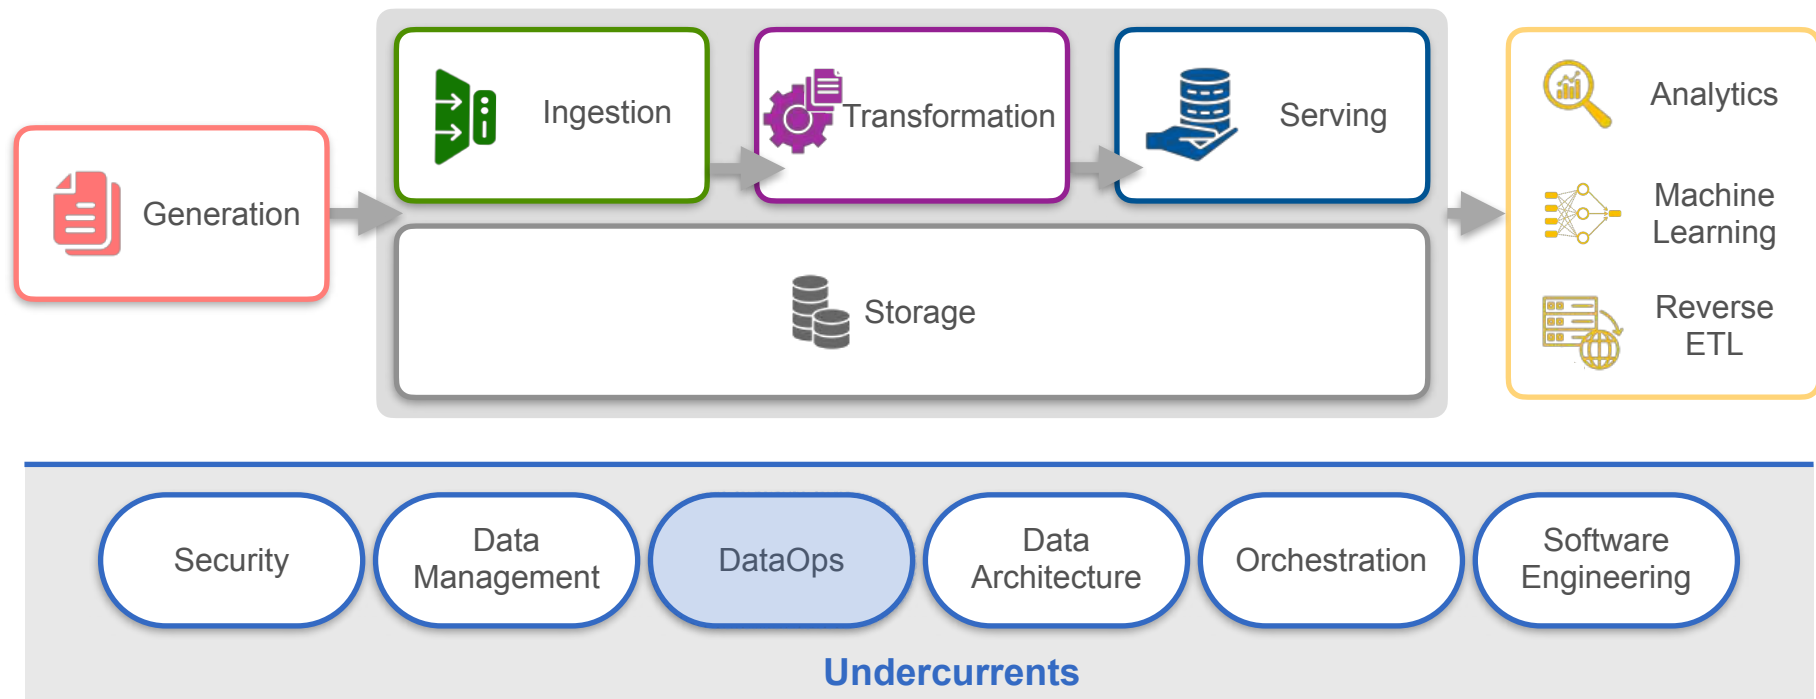 Generation
Ingestion
Transformation
Serving
Storage
Analytics
Machine
Learning
Reverse
ETL
Security
Data
Management
DataOps
Data
Architecture
Orchestration
Software
Engineering
Undercurrents